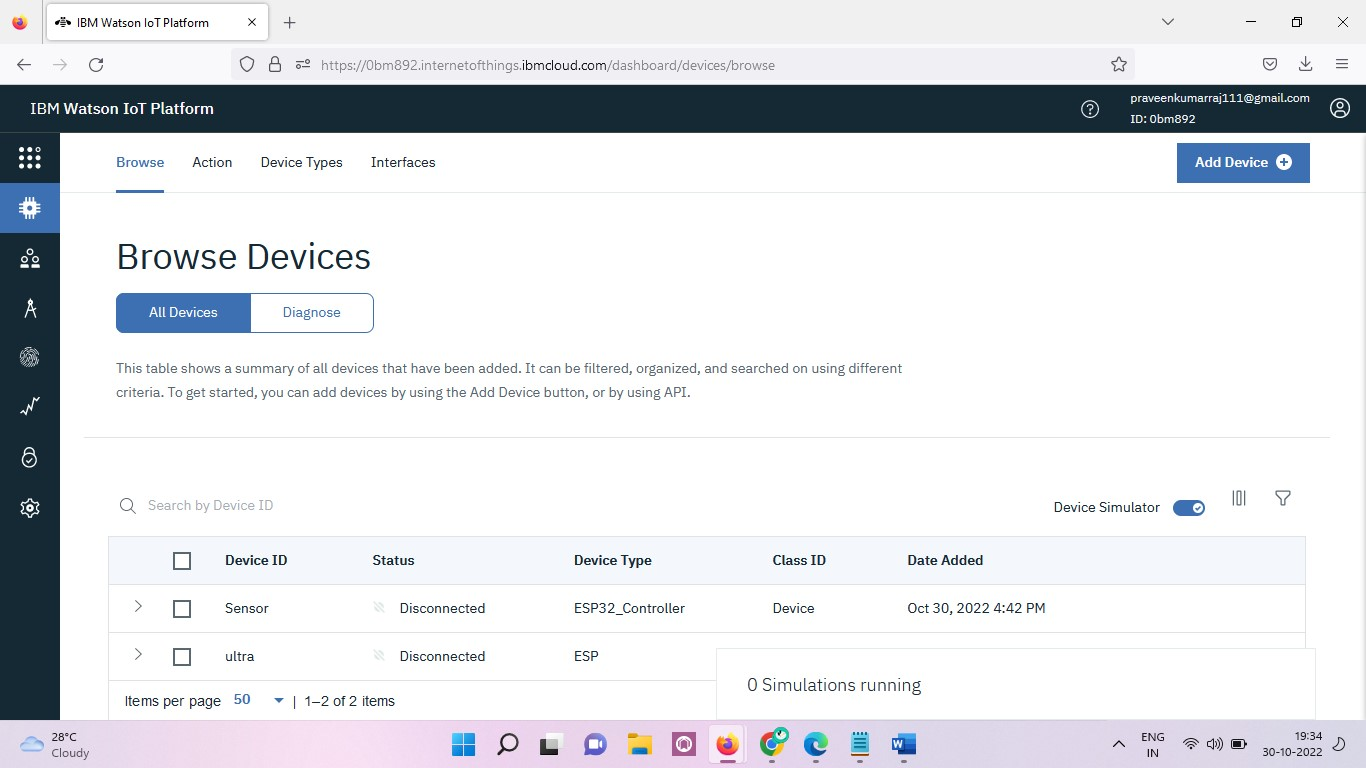 IBM Watson IoT Platform
https://0bm892.internetofthings.ibmcloud.com/dashboard/devices/browse
IBM Watson IoT Platform
praveenkumarraj111@gmail.com
ID: 0bm892
Browse Action Device Types Interfaces Add Device
Browse Devices
All Devices Diagnose
This table shows a summary of all devices that have been added. It can be filtered, organized, and searched on using different
criteria. To get started, you can add devices by using the Add Device button, or by using API.
Search by Device ID Device Simulator
Device ID Status Device Type Class ID Date Added
Sensor Disconnected ESP32_Controller Device Oct 30, 2022 4:42 PM
ultra Disconnected ESP
0 Simulations running
Items per page 50 | 1–2 of 2 items
28°C
Cloudy
ENG
IN
19:34
30-10-2022